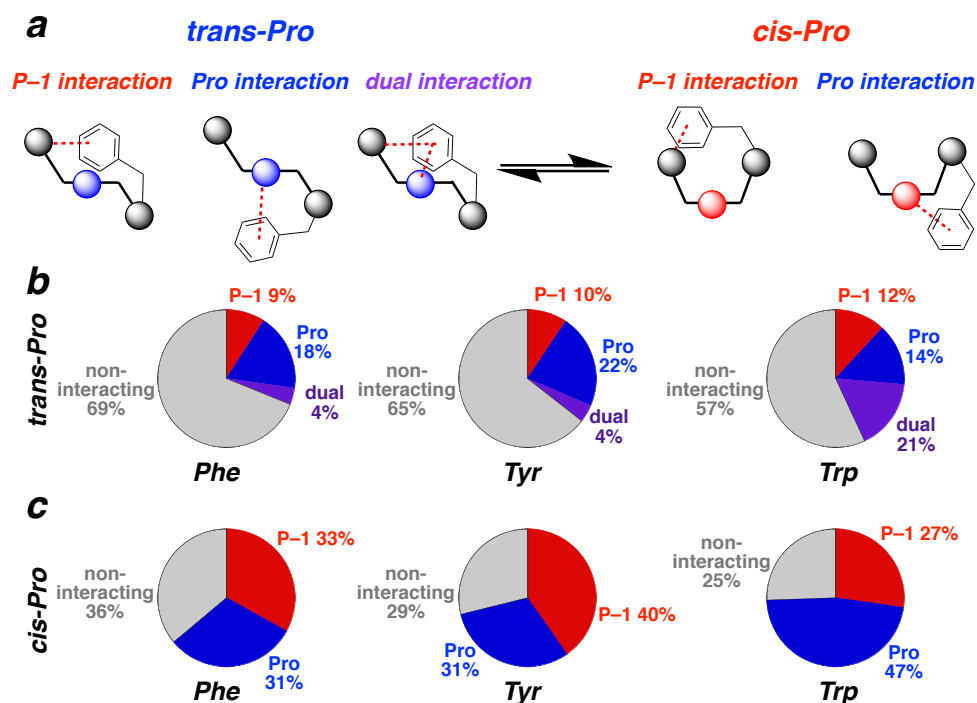 a
trans-Pro
cis-Pro
P–1 interaction
Pro interaction
dual interaction
P–1 interaction
Pro interaction
b
trans-Pro
P–1 9%
Pro
18%
dual
4%
non-
interacting
69%
Phe
P–1 10%
Pro
22%
dual
4%
non-
interacting
65%
Tyr
P–1 12%
Pro
14%
dual
21%
non-
interacting
57%
Trp
c
cis-Pro
P–1 33%
non-
interacting
36%
Pro
31%
Phe
non-
interacting
29%
P–1 40%
Pro
31%
Tyr
P–1 27%
non-
interacting
25%
Pro
47%
Trp